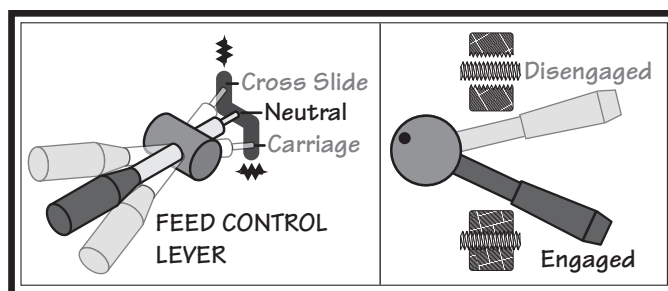 Cross Slide
Neutral
Carriage
FEED CONTROL
LEVER
Disengaged
Engaged